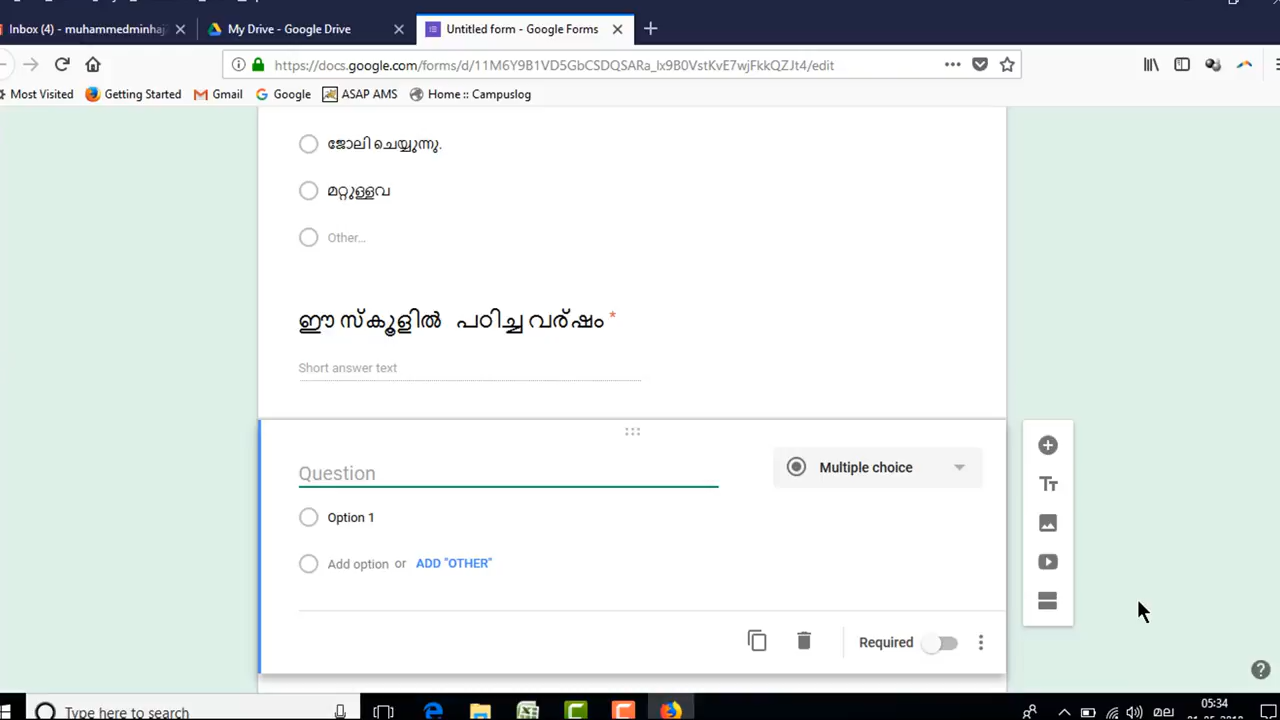 Inbox (4) - muhammedminhaj
My Drive - Google Drive
Untitled form - Google Forms
https://docs.google.com/forms/d/11M6Y9B1VD5GbCSDQSARa_lx9B0VstKvE7wjFkkQZJt4/edit
Most Visited Getting Started Gmail Google ASAP AMS Home :: Campuslog
ജോലി ചെയ്യുന്നു.
മറ്റുള്ളവ
Other...
ഈ സ്കൂളിൽ പഠിച്ച വര്ഷം *
Short answer text
Question
Multiple choice
Option 1
Add option or ADD "OTHER"
Required
Type here to search
മല
05:34